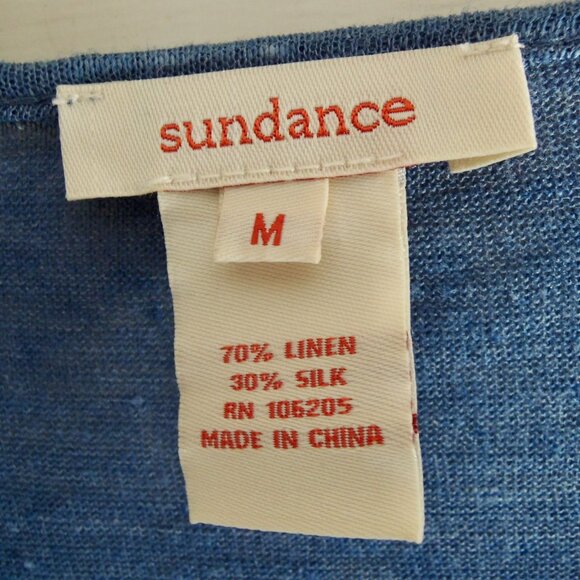 sundance
M
70% LINEN
30% SILK
RN 106205
MADE IN CHINA